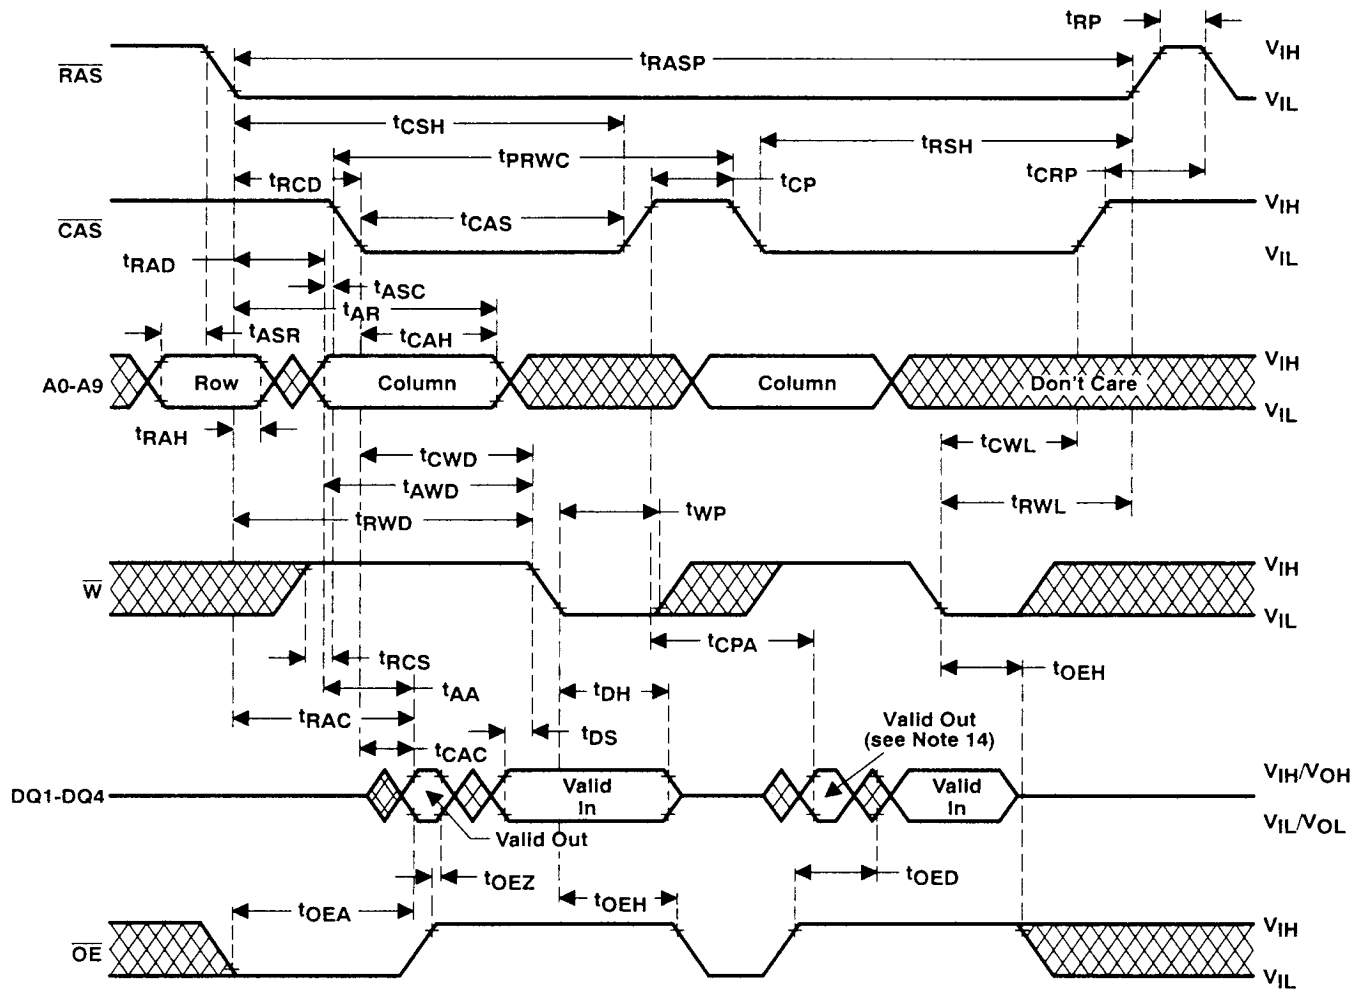 tRP
RAS
tRASP
VIH
VIL
tCSH
tPRWC
tRSH
tRCD
tCP
tCRP
CAS
tCAS
VIH
VIL
tRAD
tASC
tAR
tASR
tCAH
A0-A9
Row
Column
Column
Don't Care
VIH
VIL
tRAH
tCWD
tCWL
tAWD
tRWD
tWP
tRWL
W
VIH
VIL
tRCS
tCPA
tOEH
tAA
tDH
tRAC
tDS
tCAC
Valid Out
(see Note 14)
DQ1-DQ4
Valid
In
Valid
In
VIH/VOH
VIL/VOL
Valid Out
tOEZ
tOED
tOEA
tOEH
OE
VIH
VIL